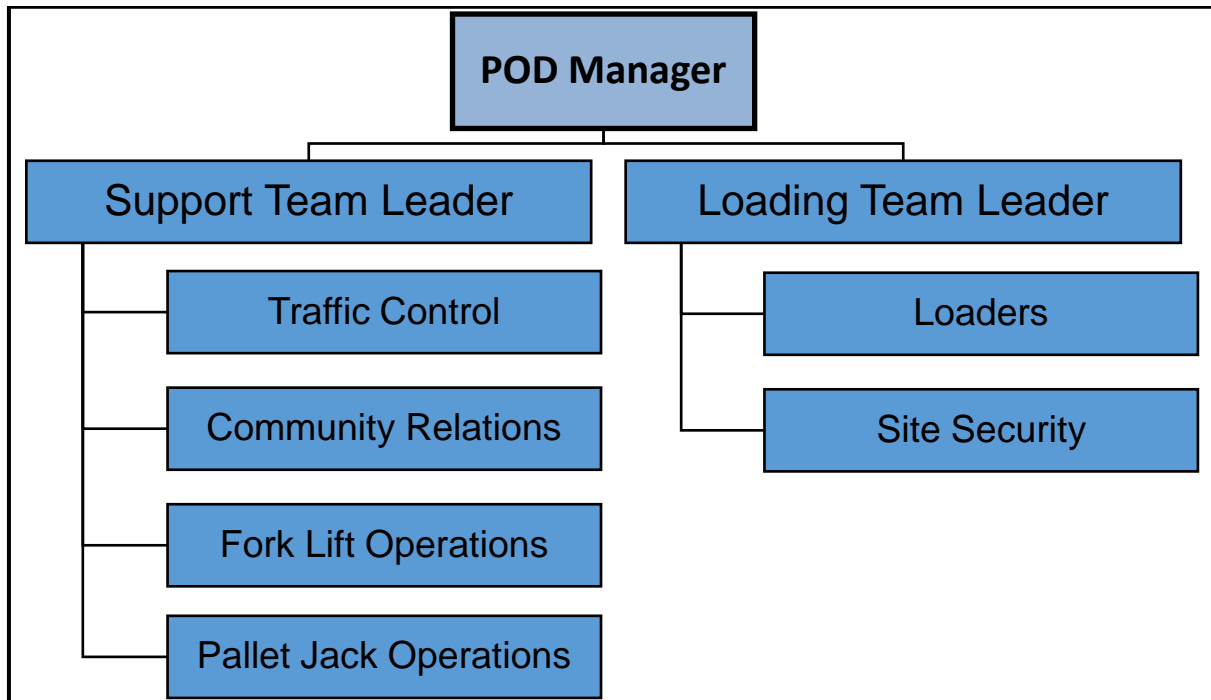 POD Manager
Support Team Leader
Loading Team Leader
Traffic Control
Loaders
Community Relations
Site Security
Fork Lift Operations
Pallet Jack Operations